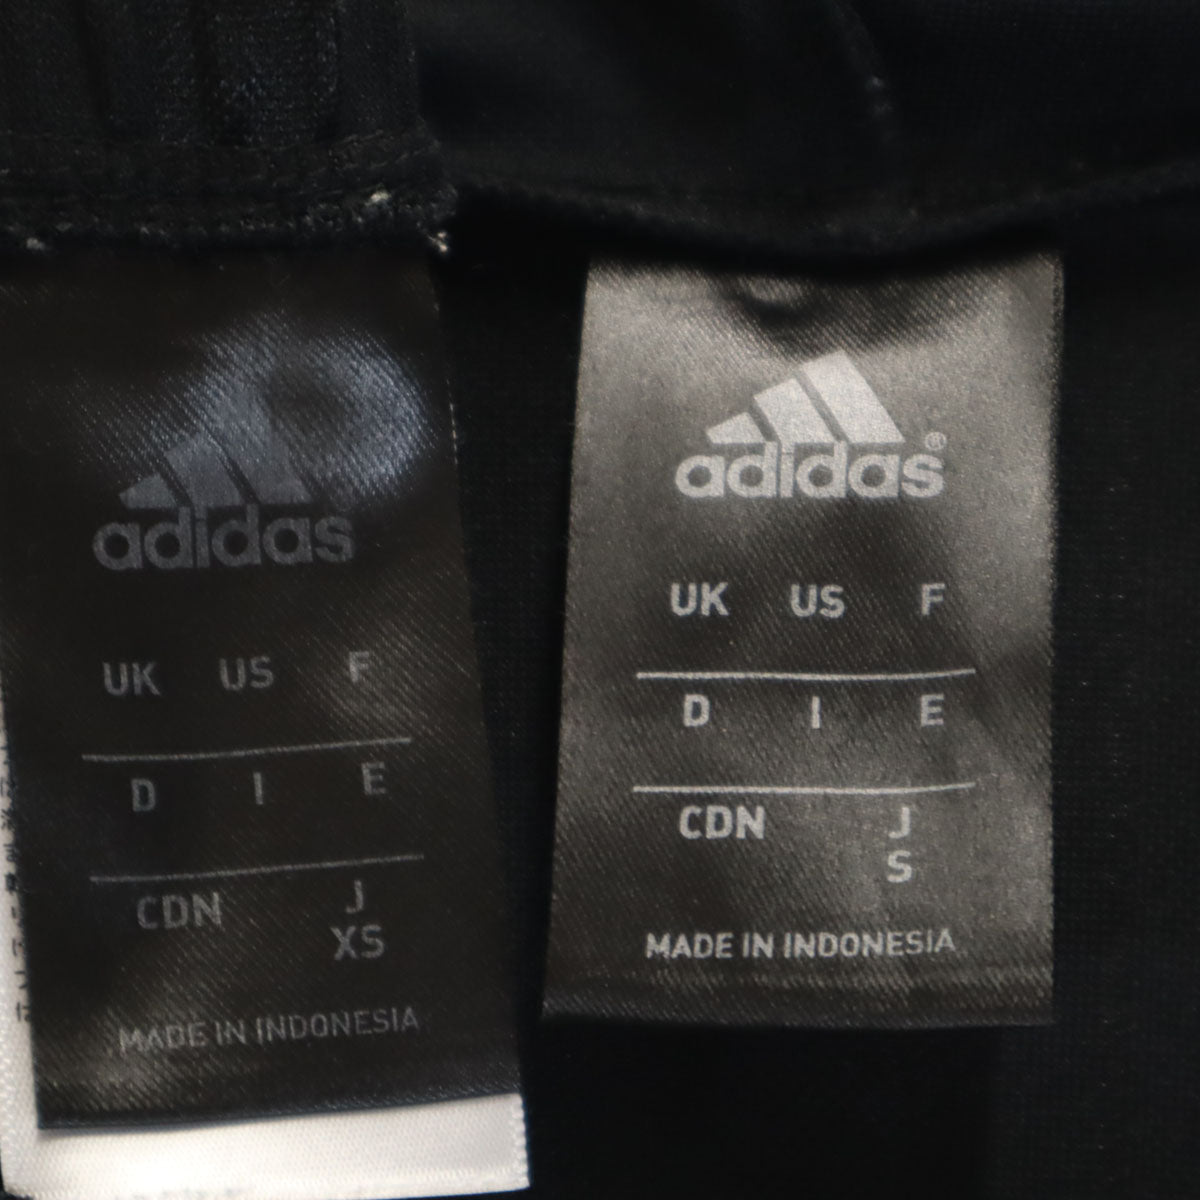 adidas
UK US F
D I E
CDN J
XS
MADE IN INDONESIA
adidas®
UK US F
D I E
CDN J
S
MADE IN INDONESIA